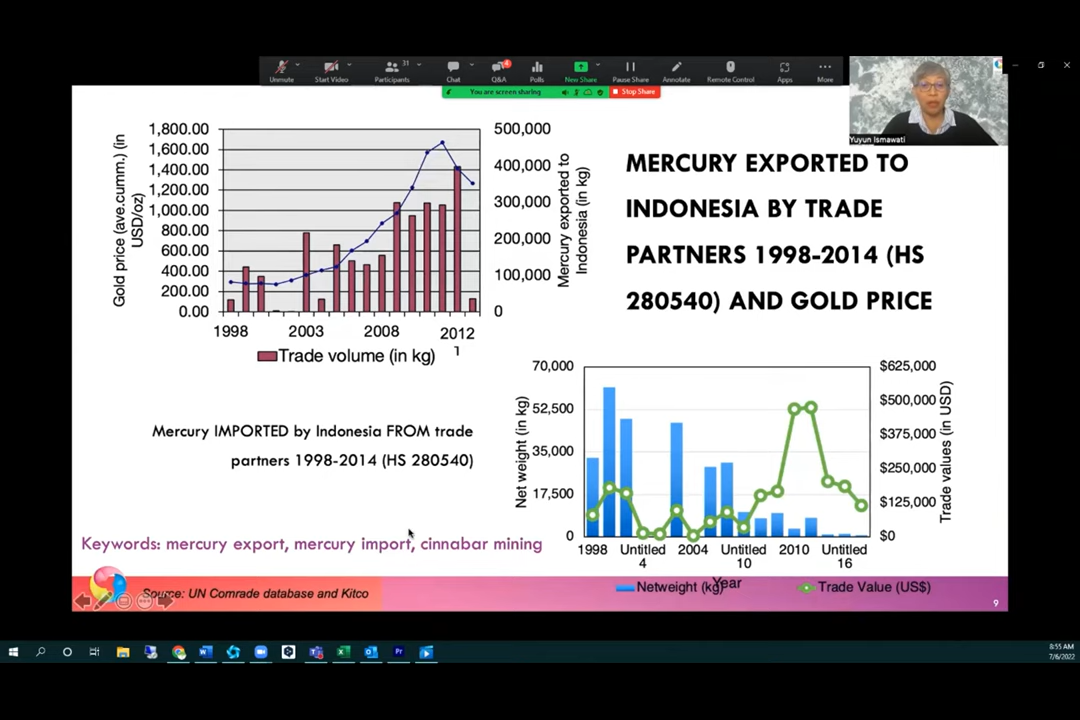 Unmute
Start Video
31
Participants
Chat
4
Q&A
Polls
New Share
Pause Share
Annotate
Remote Control
Apps
More
You are screen sharing
Stop Share
Yuyun Ismawati
MERCURY EXPORTED TO
INDONESIA BY TRADE
PARTNERS 1998-2014 (HS
280540) AND GOLD PRICE
Gold price (ave.cumm.) (in
USD/oz)
1,800.00
1,600.00
1,400.00
1,200.00
1,000.00
800.00
600.00
400.00
200.00
0.00
500,000
400,000
300,000
200,000
100,000
0
Mercury exported to
Indonesia (in kg)
1998 2003 2008 2012
1
Trade volume (in kg)
Mercury IMPORTED by Indonesia FROM trade
partners 1998-2014 (HS 280540)
Net weight (in kg)
70,000
52,500
35,000
17,500
0
$625,000
$500,000
$375,000
$250,000
$125,000
$0
Trade values (in USD)
1998 Untitled 2004 Untitled 2010 Untitled
4 10 16
Year
Netweight (kg)
Trade Value (US$)
Keywords: mercury export, mercury import, cinnabar mining
Source: UN Comrade database and Kitco
9
8:55 AM
7/6/2022